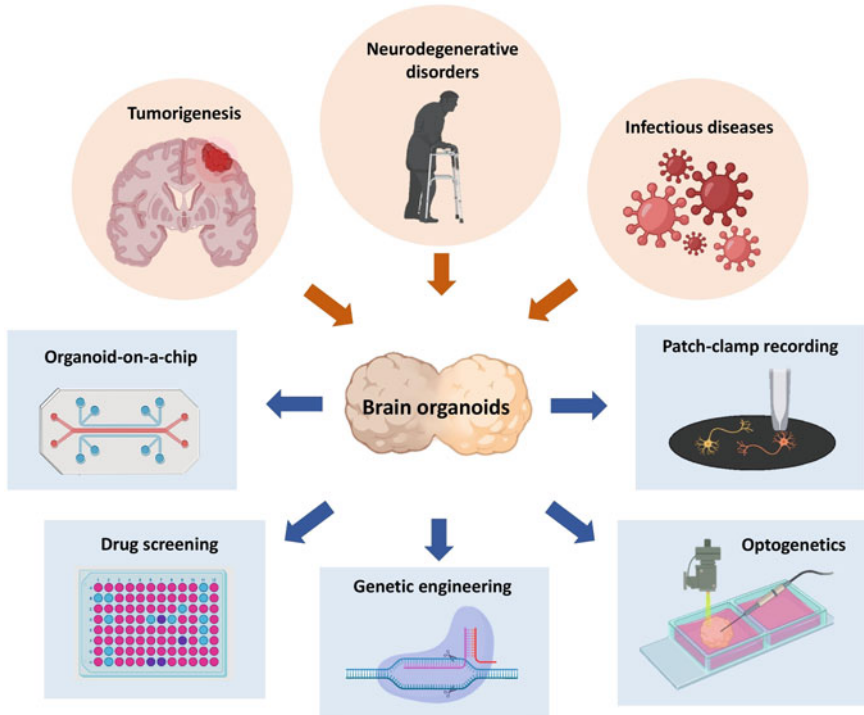 Neurodegenerative
disorders
Tumorigenesis
Infectious diseases
Organoid-on-a-chip
Patch-clamp recording
Brain organoids
Drug screening
Genetic engineering
Optogenetics